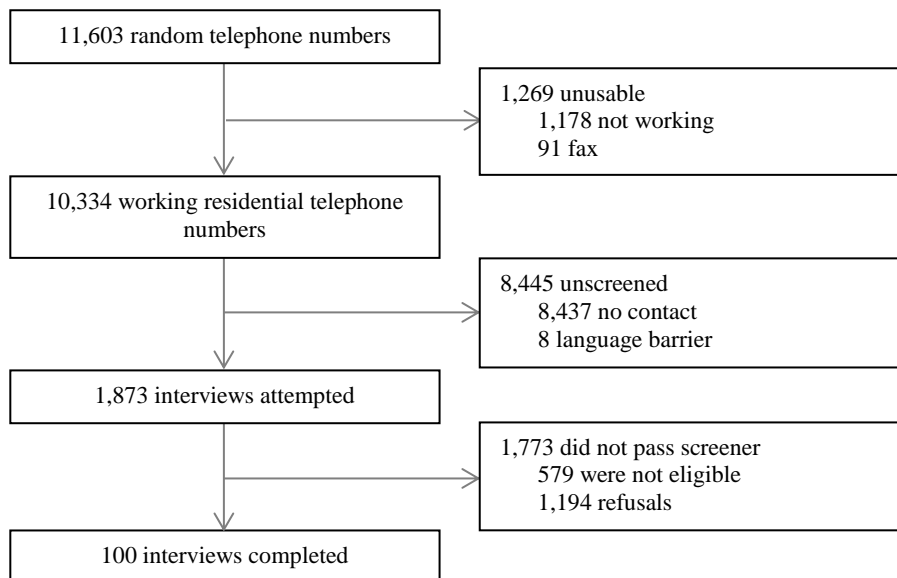 11,603 random telephone numbers
1,269 unusable
1,178 not working
91 fax
10,334 working residential telephone
numbers
8,445 unscreened
8,437 no contact
8 language barrier
1,873 interviews attempted
1,773 did not pass screener
579 were not eligible
1,194 refusals
100 interviews completed